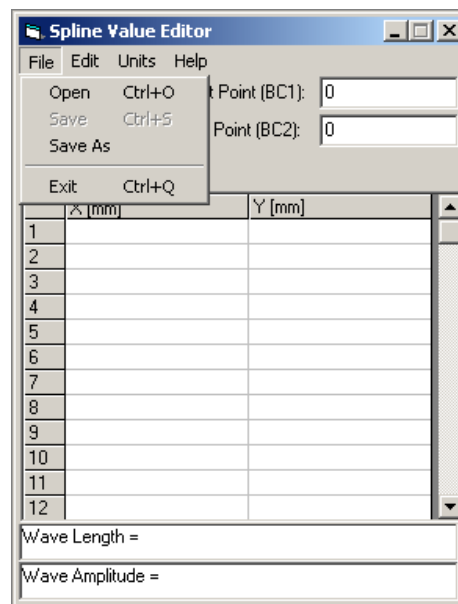 Spline Value Editor
File Edit Units Help
Open Ctrl+O
t Point (BC1): 0
Save Ctrl+S
Point (BC2): 0
Save As
Exit Ctrl+Q
X [mm] Y [mm]
1
2
3
4
5
6
7
8
9
10
11
12
Wave Length =
Wave Amplitude =